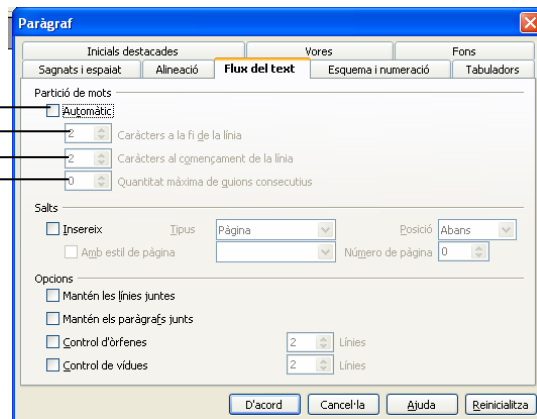 Paràgraf
Inicials destacades Vores Fons
Sagnats i espaiat Alineació Flux del text Esquema i numeració Tabuladors
Partició de mots
Automàtic
2 Caràcters a la fi de la línia
2 Caràcters al començament de la línia
0 Quantitat màxima de guions consecutius
Salts
Insereix Tipus Pàgina Posició Abans
Amb estil de pàgina Número de pàgina 0
Opcions
Mantén les línies juntes
Mantén els paràgrafs junts
Control d'òrfenes 2 Línies
Control de vídues 2 Línies
D'acord Cancel·la Ajuda Reinicialitza